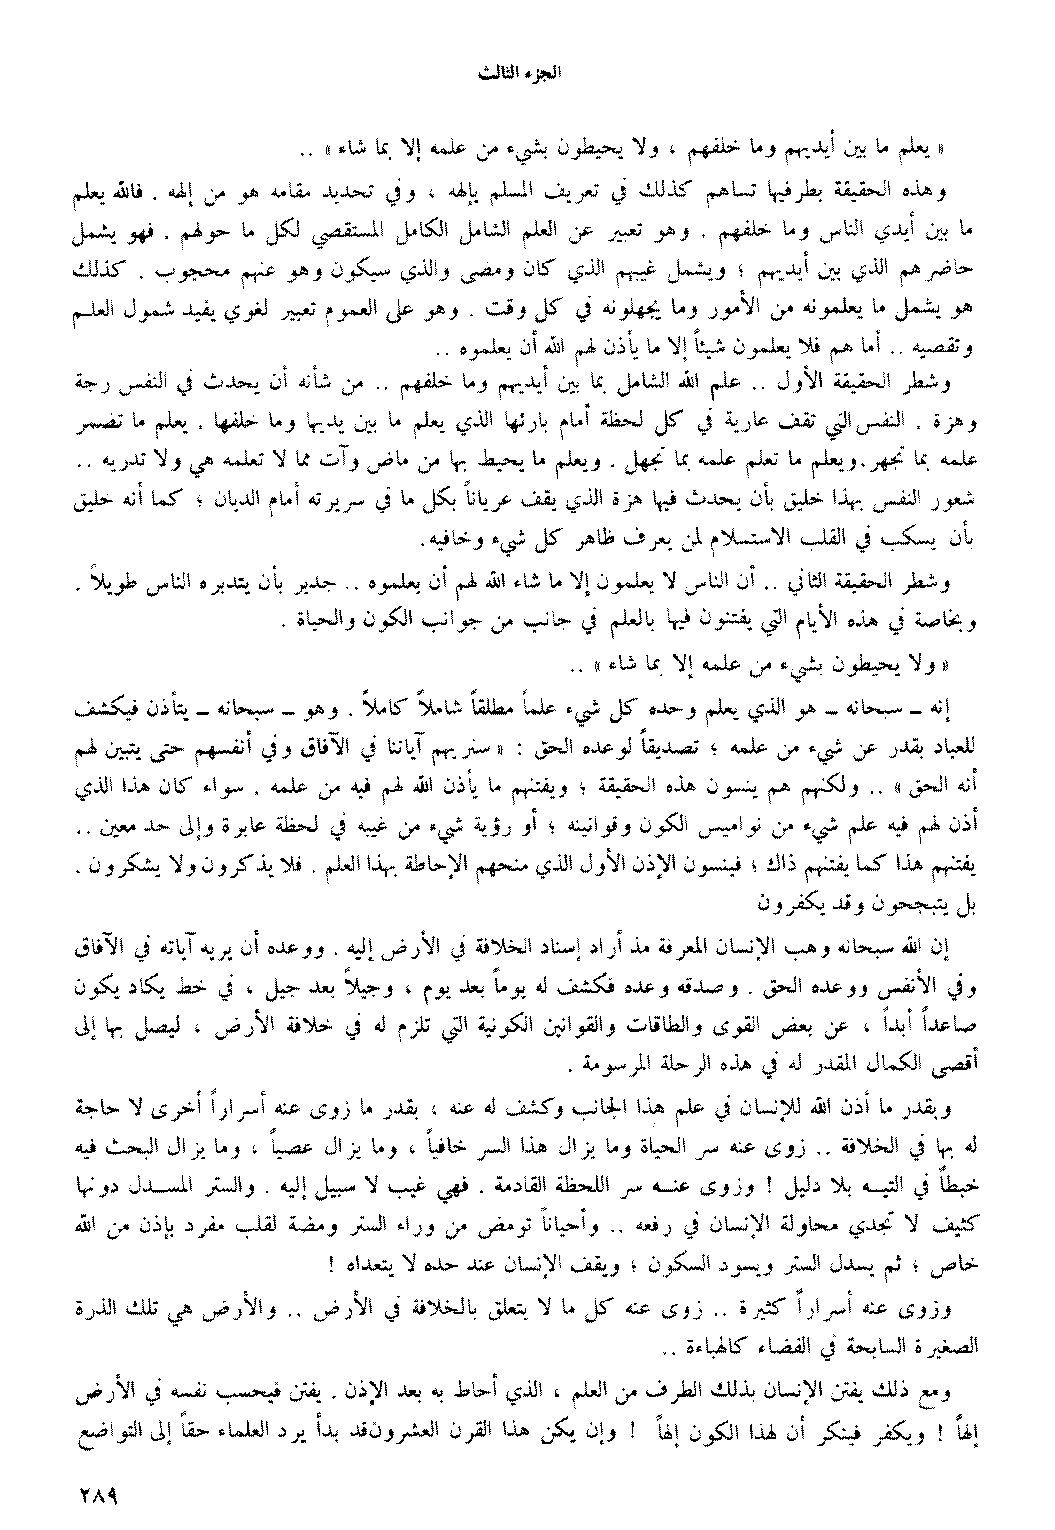 الجزء الثالث
« يعلم ما بين أيديهم وما خلفهم ، ولا يحيطون بشيء من علمه إلا بما شاء » ..
وهذه الحقيقة بطرفيها تساهم كذلك في تعريف المسلم بإلهه ، وفي تحديد مقامه هو من إلهه . فالله يعلم
ما بين أيدي الناس وما خلفهم . وهو تعبير عن العلم الشامل الكامل المستقصي لكل ما حولهم . فهو يشمل
حاضرهم الذي بين أيديهم ؛ ويشمل غيبهم الذي كان ومضى والذي سيكون وهو عنهم محجوب . كذلك
هو يشمل ما يعلمونه من الأمور وما يجهلونه في كل وقت . وهو على العموم تعبير لغوي يفيد شمول العلم
وتقصيه .. أما هم فلا يعلمون شيئاً إلا ما يأذن لهم الله أن يعلموه ..
وشطر الحقيقة الأول .. علم الله الشامل بما بين أيديهم وما خلفهم .. من شأنه أن يحدث في النفس رجة
وهزة . النفس التي تقف عارية في كل لحظة أمام بارئها الذي يعلم ما بين يديها وما خلفها . يعلم ما تضمر
علمه بما تجهر. ويعلم ما تعلم علمه بما تجهل . ويعلم ما يحيط بها من ماض وآت مما لا تعلمه هي ولا تدريه ..
شعور النفس بهذا خليق بأن يحدث فيها هزة الذي يقف عرياناً بكل ما في سريرته أمام الديان ؛ كما أنه خليق
بأن يسكب في القلب الاستسلام لمن يعرف ظاهر كل شيء وخافيه.
وشطر الحقيقة الثاني .. أن الناس لا يعلمون إلا ما شاء الله لهم أن يعلموه .. جدير بأن يتدبره الناس طويلاً .
وبخاصة في هذه الأيام التي يفتنون فيها بالعلم في جانب من جوانب الكون والحياة .
« ولا يحيطون بشيء من علمه إلا بما شاء » ..
إنه ـ سبحانه ـ هو الذي يعلم وحده كل شيء علماً مطلقاً شاملاً كاملاً . وهو ـ سبحانه ـ يتأذن فيكشف
للعباد بقدر عن شيء من علمه ؛ تصديقاً لوعده الحق : « سنريهم آياتنا في الآفاق وفي أنفسهم حتى يتبين لهم
أنه الحق » .. ولكنهم هم ينسون هذه الحقيقة ؛ ويفتنهم ما يأذن الله لهم فيه من علمه . سواء كان هذا الذي
أذن لهم فيه علم شيء من نواميس الكون وقوانينه ؛ أو رؤية شيء من غيبه في لحظة عابرة وإلى حد معين ..
يفتنهم هذا كما يفتنهم ذاك ؛ فينسون الإذن الأول الذي منحهم الإحاطة بهذا العلم . فلا يذكرون ولا يشكرون .
بل يتبجحون وقد يكفرون
إن الله سبحانه وهب الإنسان المعرفة مذ أراد إسناد الخلافة في الأرض إليه . ووعده أن يريه آياته في الآفاق
وفي الأنفس ووعده الحق . وصدقه وعده فكشف له يوماً بعد يوم ، وجيلاً بعد جيل ، في خط يكاد يكون
صاعداً أبداً ، عن بعض القوى والطاقات والقوانين الكونية التي تلزم له في خلافة الأرض ، ليصل بها إلى
أقصى الكمال المقدر له في هذه الرحلة المرسومة .
وبقدر ما أذن الله للإنسان في علم هذا الجانب وكشف له عنه ، بقدر ما زوى عنه أسراراً أخرى لا حاجة
له بها في الخلافة .. زوى عنه سر الحياة وما يزال هذا السر خافياً ، وما يزال عصياً ، وما يزال البحث فيه
خبطاً في التيه بلا دليل ! وزوى عنه سر اللحظة القادمة . فهي غيب لا سبيل إليه . والستر المسدل دونها
كثيف لا تجدي محاولة الإنسان في رفعه .. وأحياناً تومض من وراء الستر ومضة لقلب مفرد بإذن من الله
خاص ؛ ثم يسدل الستر ويسود السكون ؛ ويقف الإنسان عند حده لا يتعداه !
وزوى عنه أسراراً كثيرة .. زوى عنه كل ما لا يتعلق بالخلافة في الأرض .. والأرض هي تلك الذرة
الصغيرة السابحة في الفضاء كالهباءة ..
ومع ذلك يفتن الإنسان بذلك الطرف من العلم ، الذي أحاط به بعد الإذن . يفتن فيحسب نفسه في الأرض
إلهاً ! ويكفر فينكر أن لهذا الكون إلهاً ! وإن يكن هذا القرن العشرون قد بدأ يرد العلماء حقاً إلى التواضع
٢٨٩